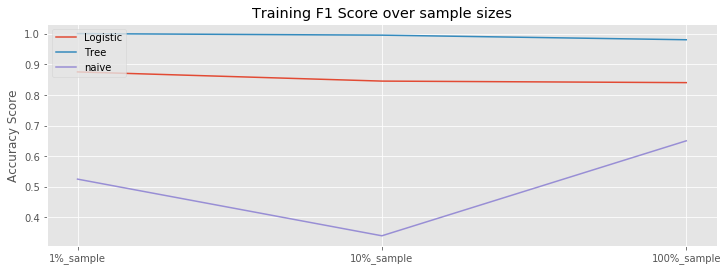 Training F1 Score over sample sizes
Logistic
Tree
naive
Accuracy Score
1.0
0.9
0.8
0.7
0.6
0.5
0.4
1%_sample
10%_sample
100%_sample